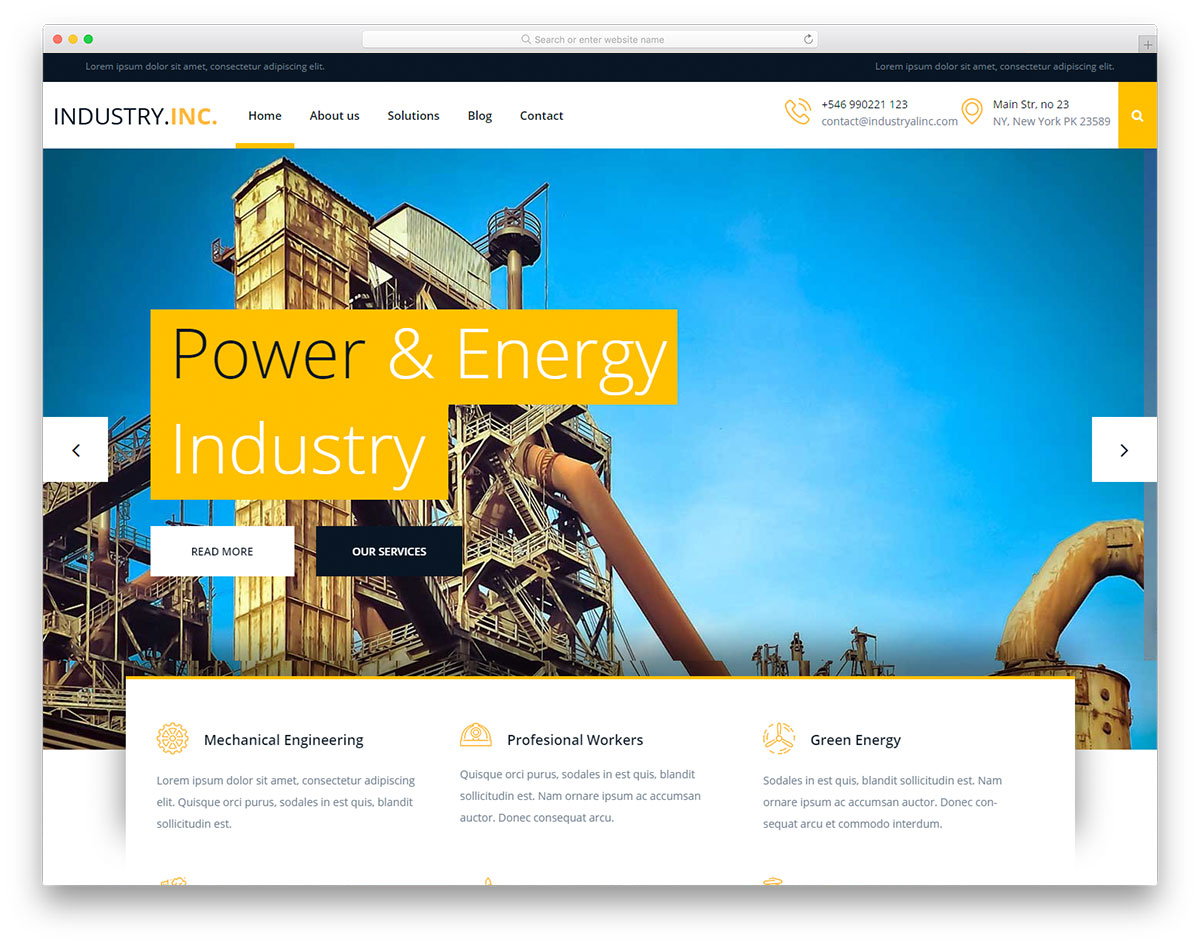 Search or enter website name
Lorem ipsum dolor sit amet, consectetur adipiscing elit.
Lorem ipsum dolor sit amet, consectetur adipiscing elit.
INDUSTRY.INC.
Home
About us
Solutions
Blog
Contact
+546 990221 123
contact@industryalinc.com
Main Str, no 23
NY, New York PK 23589
Power & Energy
Industry
READ MORE
OUR SERVICES
Mechanical Engineering
Lorem ipsum dolor sit amet, consectetur adipiscing
elit. Quisque orci purus, sodales in est quis, blandit
sollicitudin est.
Profesional Workers
Quisque orci purus, sodales in est quis, blandit
sollicitudin est. Nam ornare ipsum ac accumsan
auctor. Donec consequat arcu.
Green Energy
Sodales in est quis, blandit sollicitudin est. Nam
ornare ipsum ac accumsan auctor. Donec con-
sequat arcu et commodo interdum.